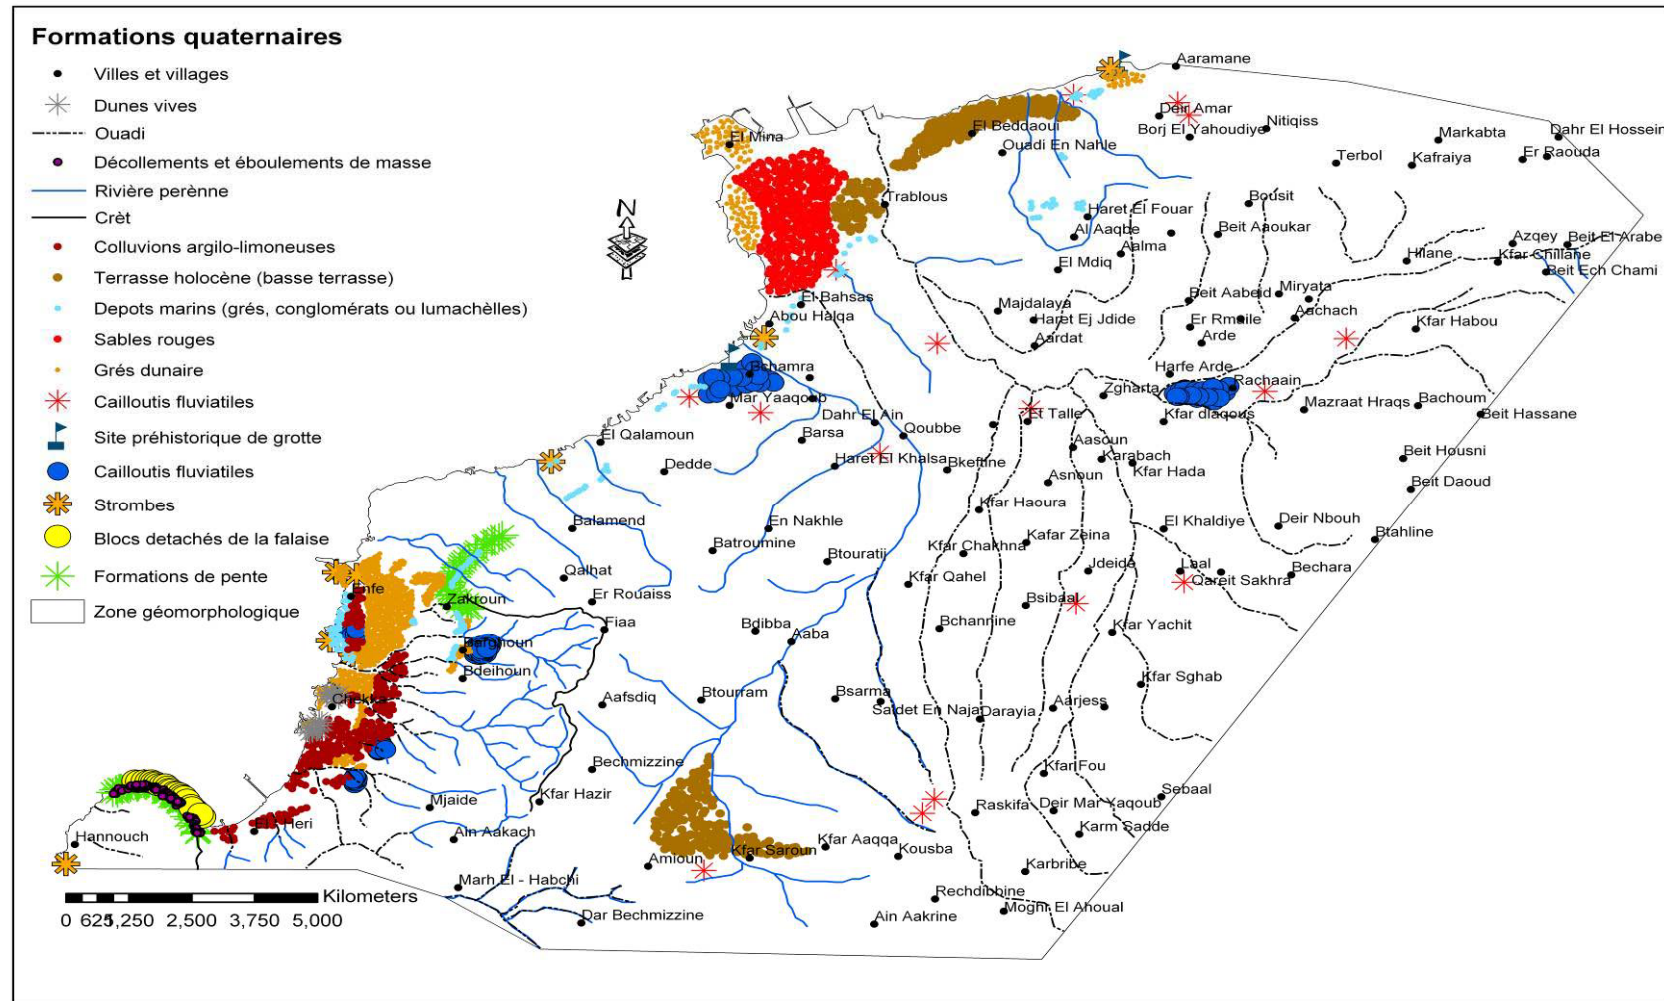 Formations quaternaires
Villes et villages
Dunes vives
Ouadi
Décollements et éboulements de masse
Rivière perènne
Crèt
Colluvions argilo-limoneuses
Terrasse holocène (basse terrasse)
Depots marins (grés, conglomérats ou lumachèlles)
Sables rouges
Grés dunaire
Cailloutis fluviatiles
Site préhistorique de grotte
Cailloutis fluviatiles
Strombes
Blocs detachés de la falaise
Formations de pente
Zone géomorphologique
N
Aaramane
Deir Amar
Borj El Yahoudiye
Nitiqiss
Markabta
Dahr El Hossein
El Mina
El Beddaoui
Ouadi En Nahle
Terbol
Kafraiya
Er Raouda
Trablous
Haret El Fouar
Bousit
Al Aaqbe
Aalma
Beit Aaoukar
Azqey
Beit El Arabe
El Mdiq
Hilane
Kfar Chillane
Beit Ech Chami
El Bahsas
Majdalaya
Beit Aabeid
Miryata
Abou Halqa
Haret Ej Jdide
Er Rmaile
Aachach
Kfar Habou
Aardat
Arde
Bchamra
Harfe Arde
Zgharta
Rachaain
Mar Yaaqoub
Dahr El Ain
Et Talle
Kfar dlaqous
Mazraat Hraqs
Bachoum
Beit Hassane
El Qalamoun
Barsa
Qoubbe
Aasoun
Dedde
Haret El Khalsa
Bkeftine
Karabach
Kfar Hada
Beit Housni
Asnoun
Beit Daoud
Kfar Haoura
Balamend
En Nakhle
El Khaldiye
Deir Nbouh
Btahline
Batroumine
Btouratij
Kfar Chakhna
Kafar Zeina
Qalhat
Kfar Qahel
Jdeide
Laal
Qareit Sakhra
Bechara
Enfe
Zakroun
Er Rouaiss
Bsibaal
Fiaa
Bdibba
Aaba
Bchannine
Kfar Yachit
Barghoun
Bdeihoun
Kfar Sghab
Chekka
Aafsdiq
Btourram
Bsarma
Satdet En Naja
Darayia
Aarjess
Bechmizzine
Kfar Fou
Mjaide
Kfar Hazir
Raskifa
Deir Mar Yaqoub
Sebaal
Hannouch
El Heri
Ain Aakach
Kfar Saroun
Kfar Aaqqa
Karm Sadde
Amioun
Kousba
Karbribe
Marh El - Habchi
Rechdibbine
Dar Bechmizzine
Ain Aakrine
Moghr El Ahoual
Kilometers
0 625 1,250 2,500 3,750 5,000